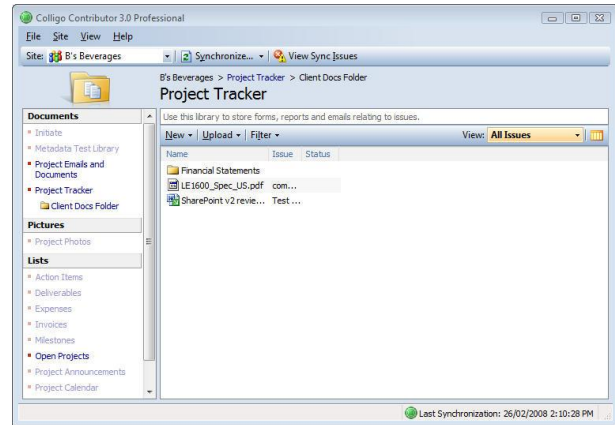 Colligo Contributor 3.0 Professional
File Site View Help
Site: B's Beverages Synchronize... View Sync Issues
B's Beverages > Project Tracker > Client Docs Folder
Project Tracker
Documents
Initiate
Metadata Test Library
Project Emails and
Documents
Project Tracker
Client Docs Folder
Pictures
Project Photos
Lists
Action Items
Deliverables
Expenses
Invoices
Milestones
Open Projects
Project Announcements
Project Calendar
Use this library to store forms, reports and emails relating to issues.
New Upload Filter View: All Issues
Name Issue Status
Financial Statements
LE1600_Spec_US.pdf com...
SharePoint v2 revie... Test ...
Last Synchronization: 26/02/2008 2:10:28 PM